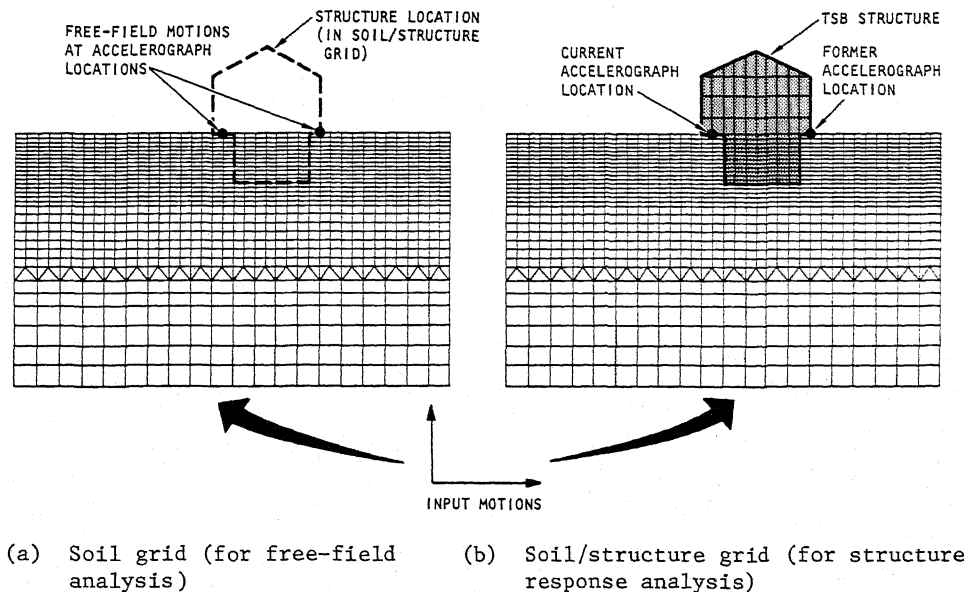 FREE-FIELD MOTIONS
AT ACCELEROGRAPH
LOCATIONS
STRUCTURE LOCATION
(IN SOIL/STRUCTURE
GRID)
CURRENT
ACCELEROGRAPH
LOCATION
TSB STRUCTURE
FORMER
ACCELEROGRAPH
LOCATION
INPUT MOTIONS
(a) Soil grid (for free-field
analysis)
(b) Soil/structure grid (for structure
response analysis)